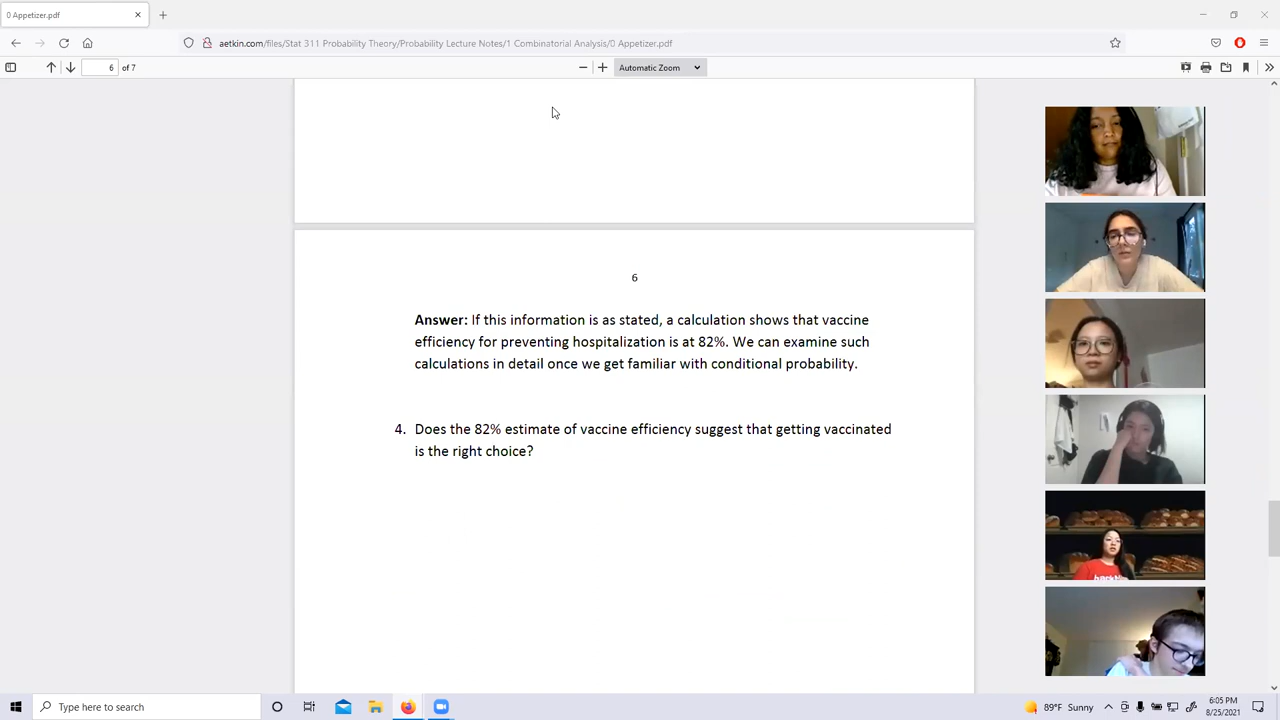 0 Appetizer.pdf
aetkin.com/files/Stat 311 Probability Theory/Probability Lecture Notes/1 Combinatorial Analysis/0 Appetizer.pdf
6 of 7
Automatic Zoom
6
Answer: If this information is as stated, a calculation shows that vaccine
efficiency for preventing hospitalization is at 82%. We can examine such
calculations in detail once we get familiar with conditional probability.
4. Does the 82% estimate of vaccine efficiency suggest that getting vaccinated
is the right choice?
Type here to search
89°F Sunny
6:05 PM
8/25/2021